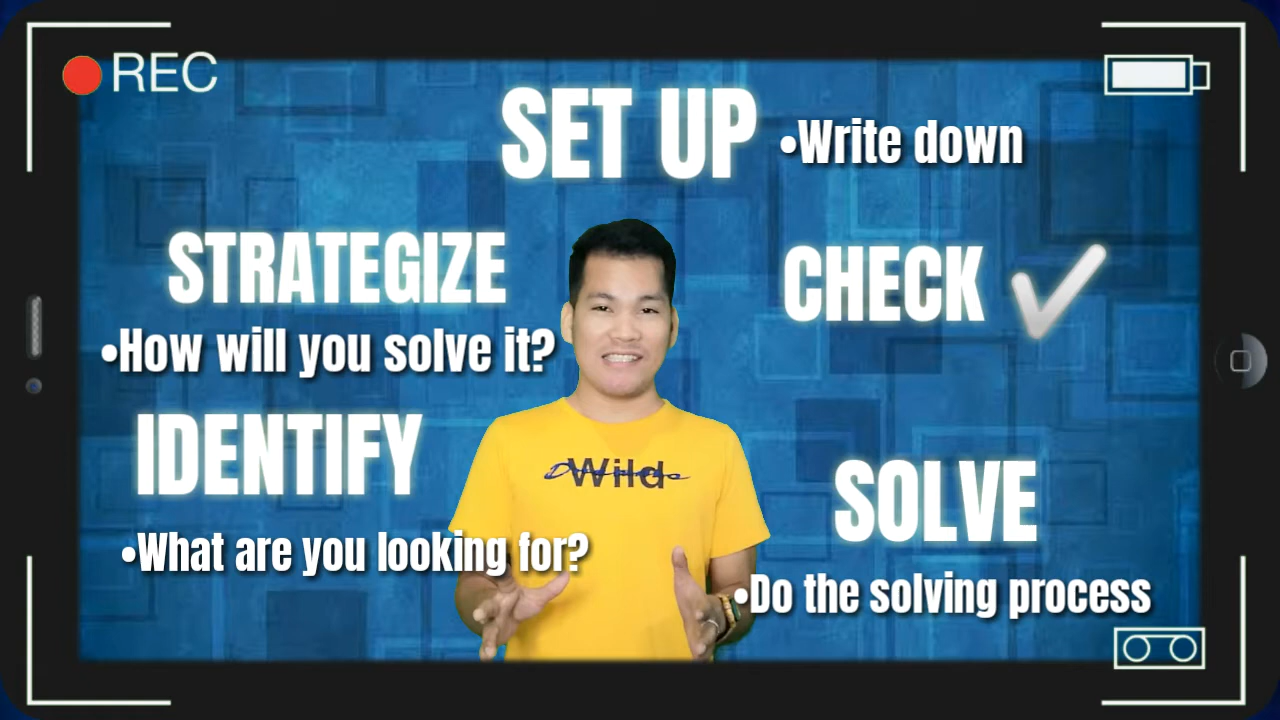 REC
SET UP
•Write down
STRATEGIZE
•How will you solve it?
CHECK
IDENTIFY
•What are you looking for?
Wild
SOLVE
•Do the solving process